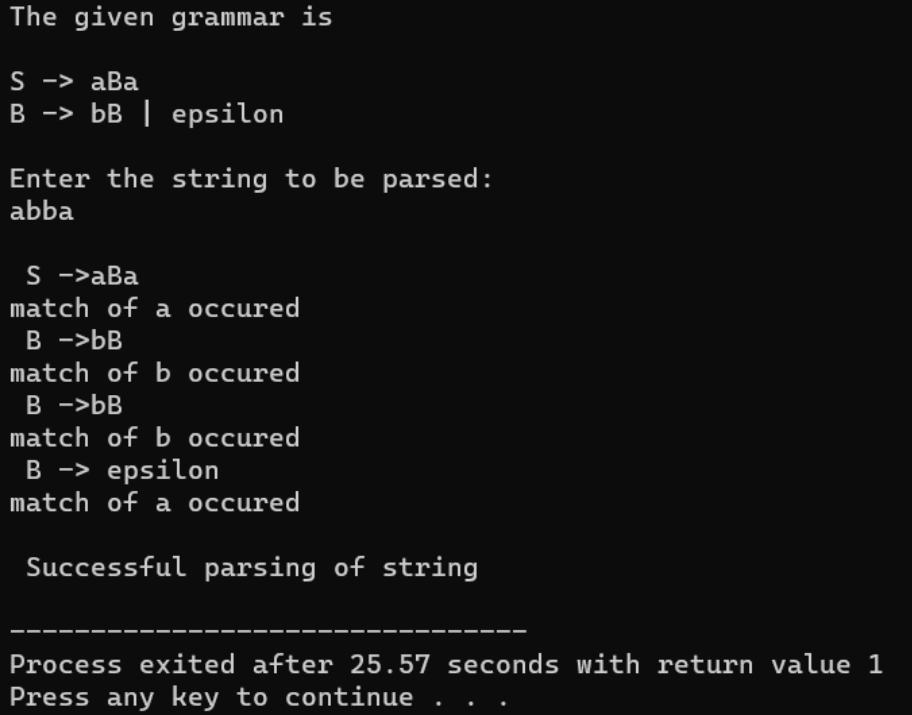 The given grammar is
S -> aBa
B -> bB | epsilon
Enter the string to be parsed:
abba
S ->aBa
match of a occured
B ->bB
match of b occured
B ->bB
match of b occured
B -> epsilon
match of a occured
Successful parsing of string
--------------------------------
Process exited after 25.57 seconds with return value 1
Press any key to continue . . .